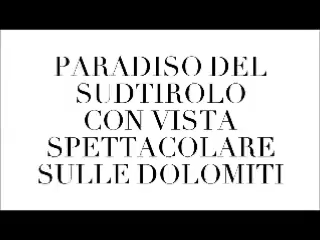 PARADISO DEL
SUDTIROLO
CON VISTA
SPETTACOLARE
SULLE DOLOMITI